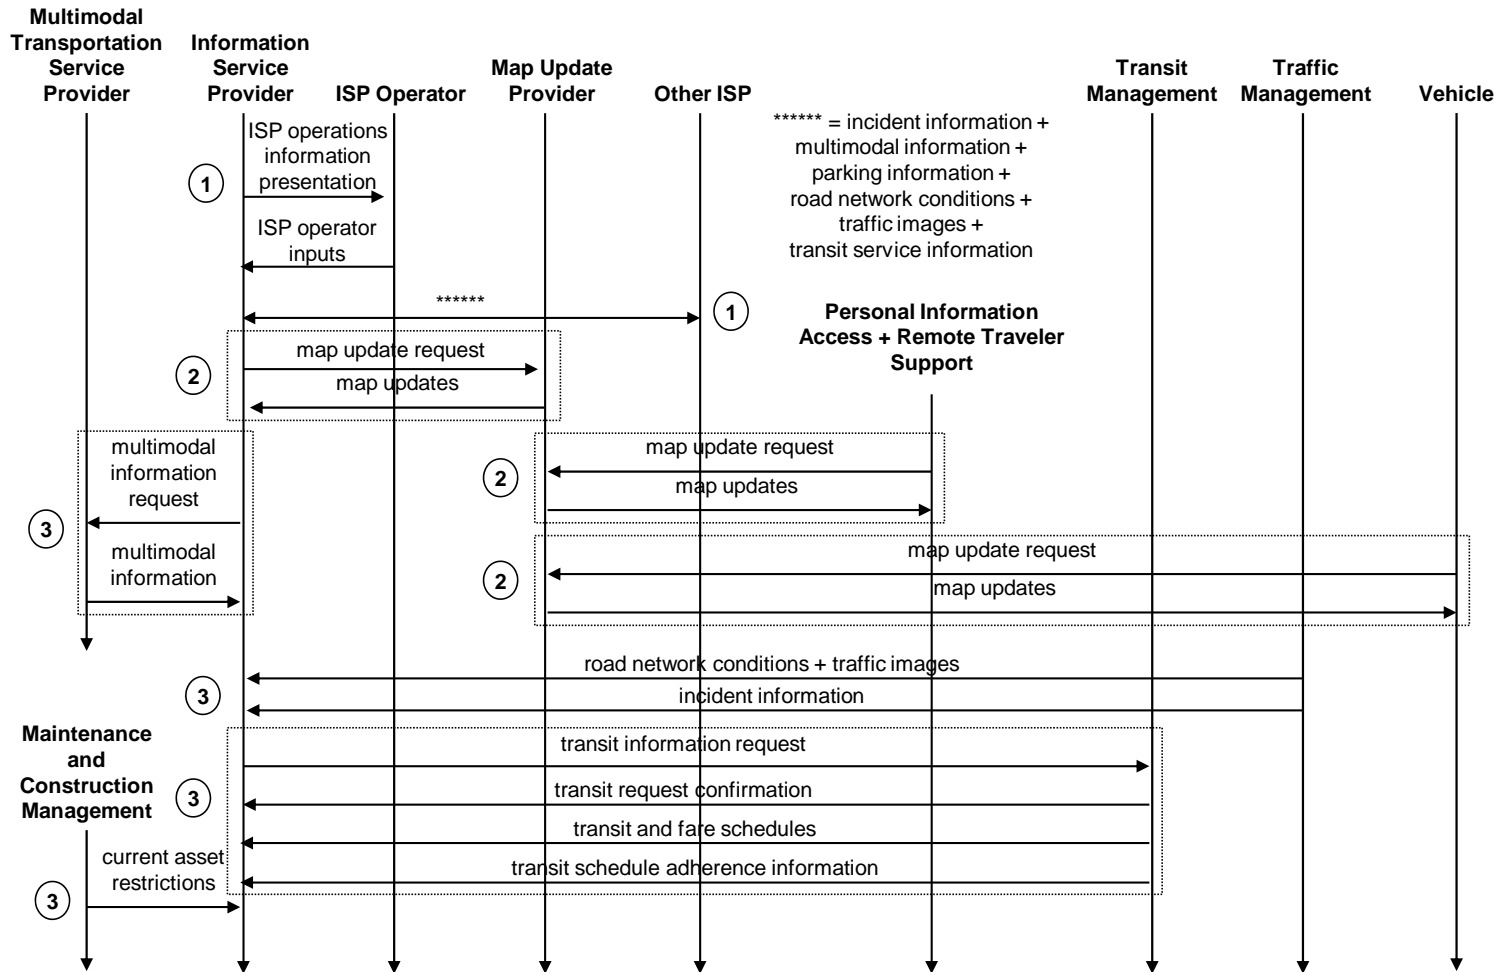 Multimodal
Transportation
Service
Provider
Information
Service
Provider
ISP Operator
Map Update
Provider
Other ISP
Transit
Management
Traffic
Management
Vehicle
ISP operations
information
presentation
1
ISP operator
inputs
****** = incident information +
multimodal information +
parking information +
road network conditions +
traffic images +
transit service information
******
1
Personal Information
Access + Remote Traveler
Support
map update request
2
map updates
multimodal
information
request
3
multimodal
information
map update request
2
map updates
map update request
2
map updates
road network conditions + traffic images
3
incident information
Maintenance
and
Construction
Management
transit information request
3
transit request confirmation
transit and fare schedules
transit schedule adherence information
current asset
restrictions
3